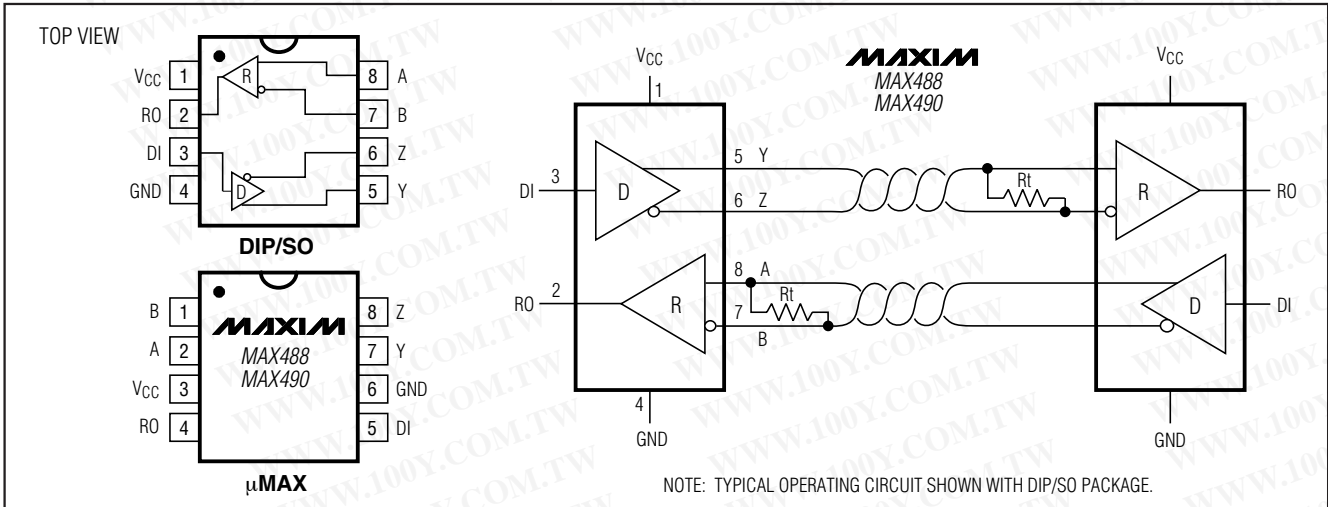 TOP VIEW
VCC 1
RO 2
DI 3
GND 4
8 A
7 B
6 Z
5 Y
R
D
DIP/SO
B 1
A 2
VCC 3
RO 4
8 Z
7 Y
6 GND
5 DI
MAXIM
MAX488
MAX490
µMAX
MAXIM
MAX488
MAX490
VCC
1
VCC
DI 3
D
5 Y
6 Z
Rt
R
RO
RO 2
R
8 A
7
B
Rt
D
DI
4
GND
GND
NOTE: TYPICAL OPERATING CIRCUIT SHOWN WITH DIP/SO PACKAGE.
WWW.100Y.COM.TW